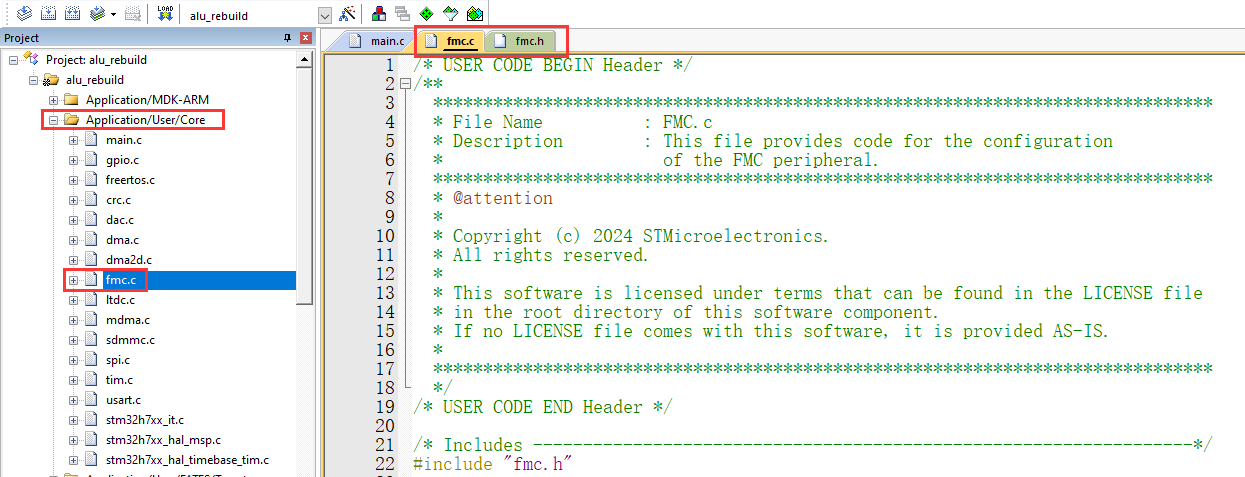 LOAD
alu_rebuild
Project
Project: alu_rebuild
alu_rebuild
Application/MDK-ARM
Application/User/Core
main.c
gpio.c
freertos.c
crc.c
dac.c
dma.c
dma2d.c
fmc.c
ltdc.c
mdma.c
sdmmc.c
spi.c
tim.c
usart.c
stm32h7xx_it.c
stm32h7xx_hal_msp.c
stm32h7xx_hal_timebase_tim.c
main.c
fmc.c
fmc.h
1 /* USER CODE BEGIN Header */
2 /**
3 ******************************************************************************
4 * File Name : FMC.c
5 * Description : This file provides code for the configuration
6 * of the FMC peripheral.
7 ******************************************************************************
8 * @attention
9 *
10 * Copyright (c) 2024 STMicroelectronics.
11 * All rights reserved.
12 *
13 * This software is licensed under terms that can be found in the LICENSE file
14 * in the root directory of this software component.
15 * If no LICENSE file comes with this software, it is provided AS-IS.
16 *
17 ******************************************************************************
18 */
19 /* USER CODE END Header */
20
21 /* Includes ------------------------------------------------------------------*/
22 #include "fmc.h"